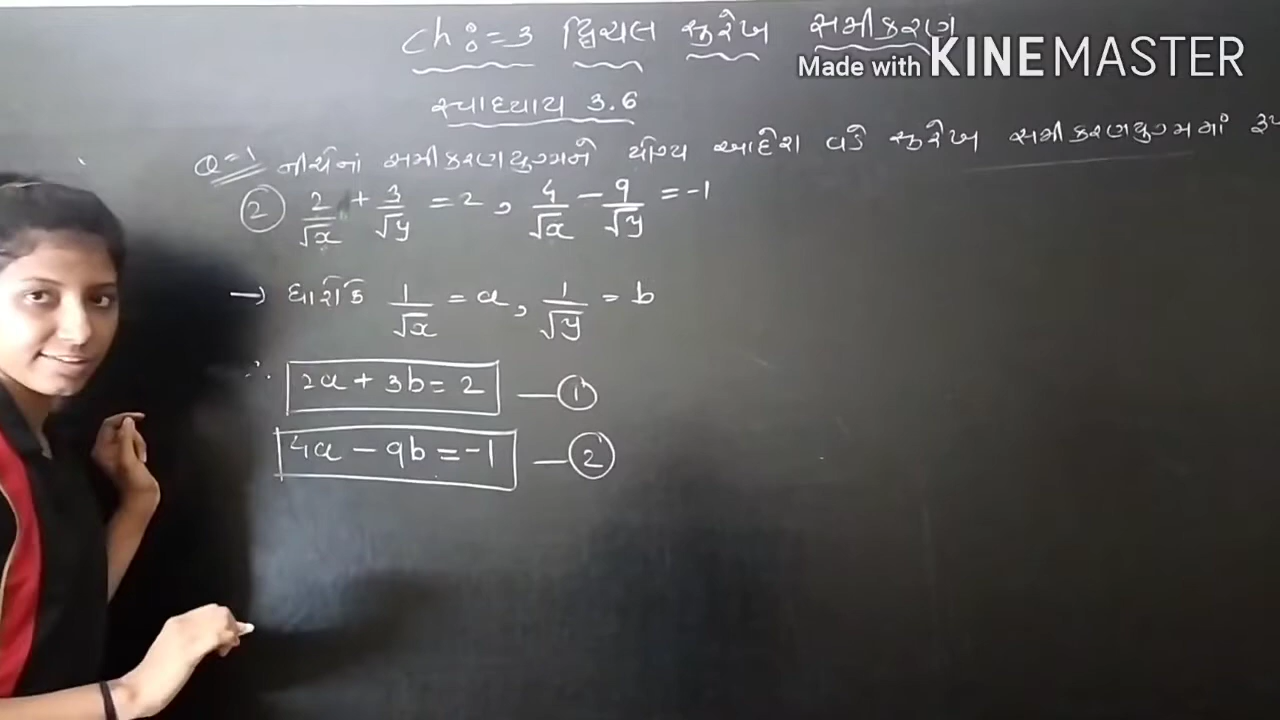 Ch:=3 દ્વિચલ સુરેખ સમીકરણ
Made with KINEMASTER
સ્વાધ્યાય 3.6
Q=1 નીચેનાં સમીકરણયુગ્મને યોગ્ય આદેશ વડે સુરેખ સમીકરણયુગ્મમાં
② 2/√x + 3/√y = 2, 4/√x - 9/√y = -1
→ ધારોકે 1/√x = a, 1/√y = b
∴ 2a + 3b = 2 —①
4a - 9b = -1 —②